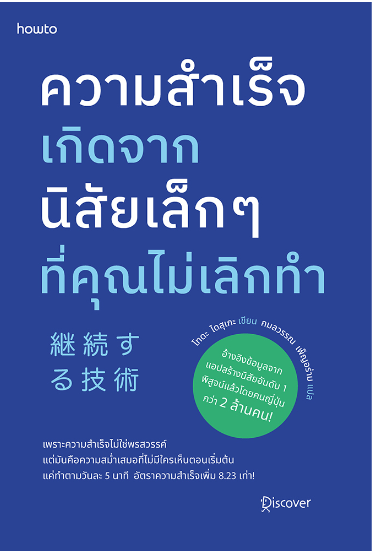 howto
ความสำเร็จ
เกิดจาก
นิสัยเล็กๆ
ที่คุณไม่เลิกทำ
継続す
る技術
โทดะ ไดสุเกะ เขียน กมลวรรณ เพ็ญอร่าม แปล
อ้างอิงข้อมูลจาก
แอปสร้างนิสัยอันดับ 1
พิสูจน์แล้วโดยคนญี่ปุ่น
กว่า 2 ล้านคน!
เพราะความสำเร็จไม่ใช่พรสวรรค์
แต่มันคือความสม่ำเสมอที่ไม่มีใครเห็นตอนเริ่มต้น
แค่ทำตามวันละ 5 นาที อัตราความสำเร็จเพิ่ม 8.23 เท่า!
Discover